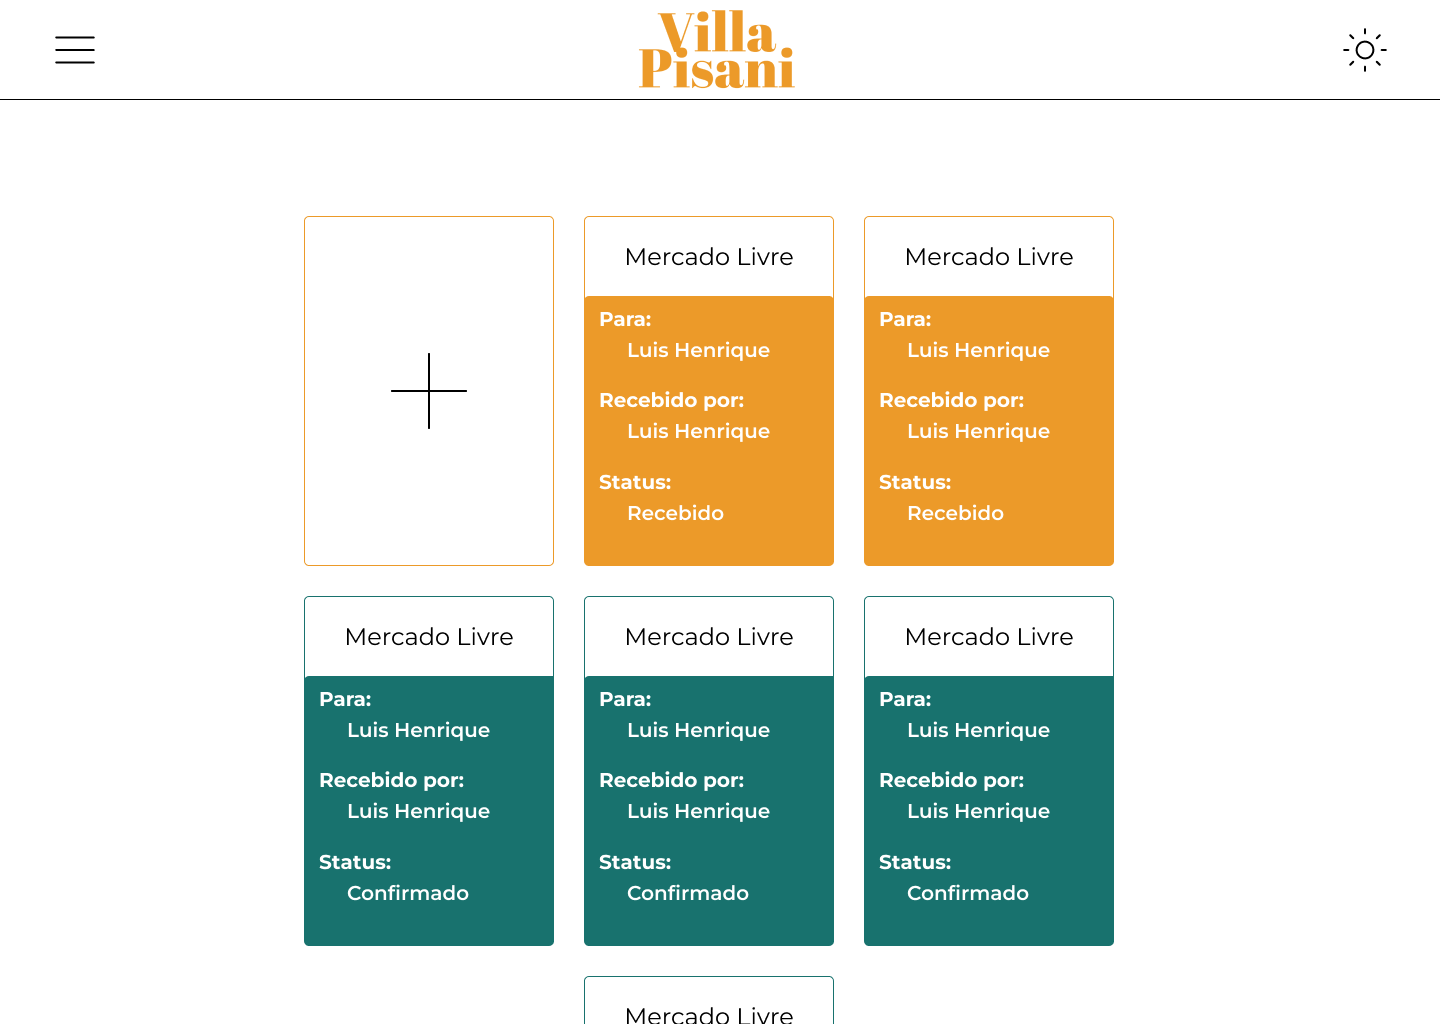 Villa
Pisani
Mercado Livre
Para:
Luis Henrique
Recebido por:
Luis Henrique
Status:
Recebido
Mercado Livre
Para:
Luis Henrique
Recebido por:
Luis Henrique
Status:
Recebido
Mercado Livre
Para:
Luis Henrique
Recebido por:
Luis Henrique
Status:
Confirmado
Mercado Livre
Para:
Luis Henrique
Recebido por:
Luis Henrique
Status:
Confirmado
Mercado Livre
Para:
Luis Henrique
Recebido por:
Luis Henrique
Status:
Confirmado
Mercado Livre